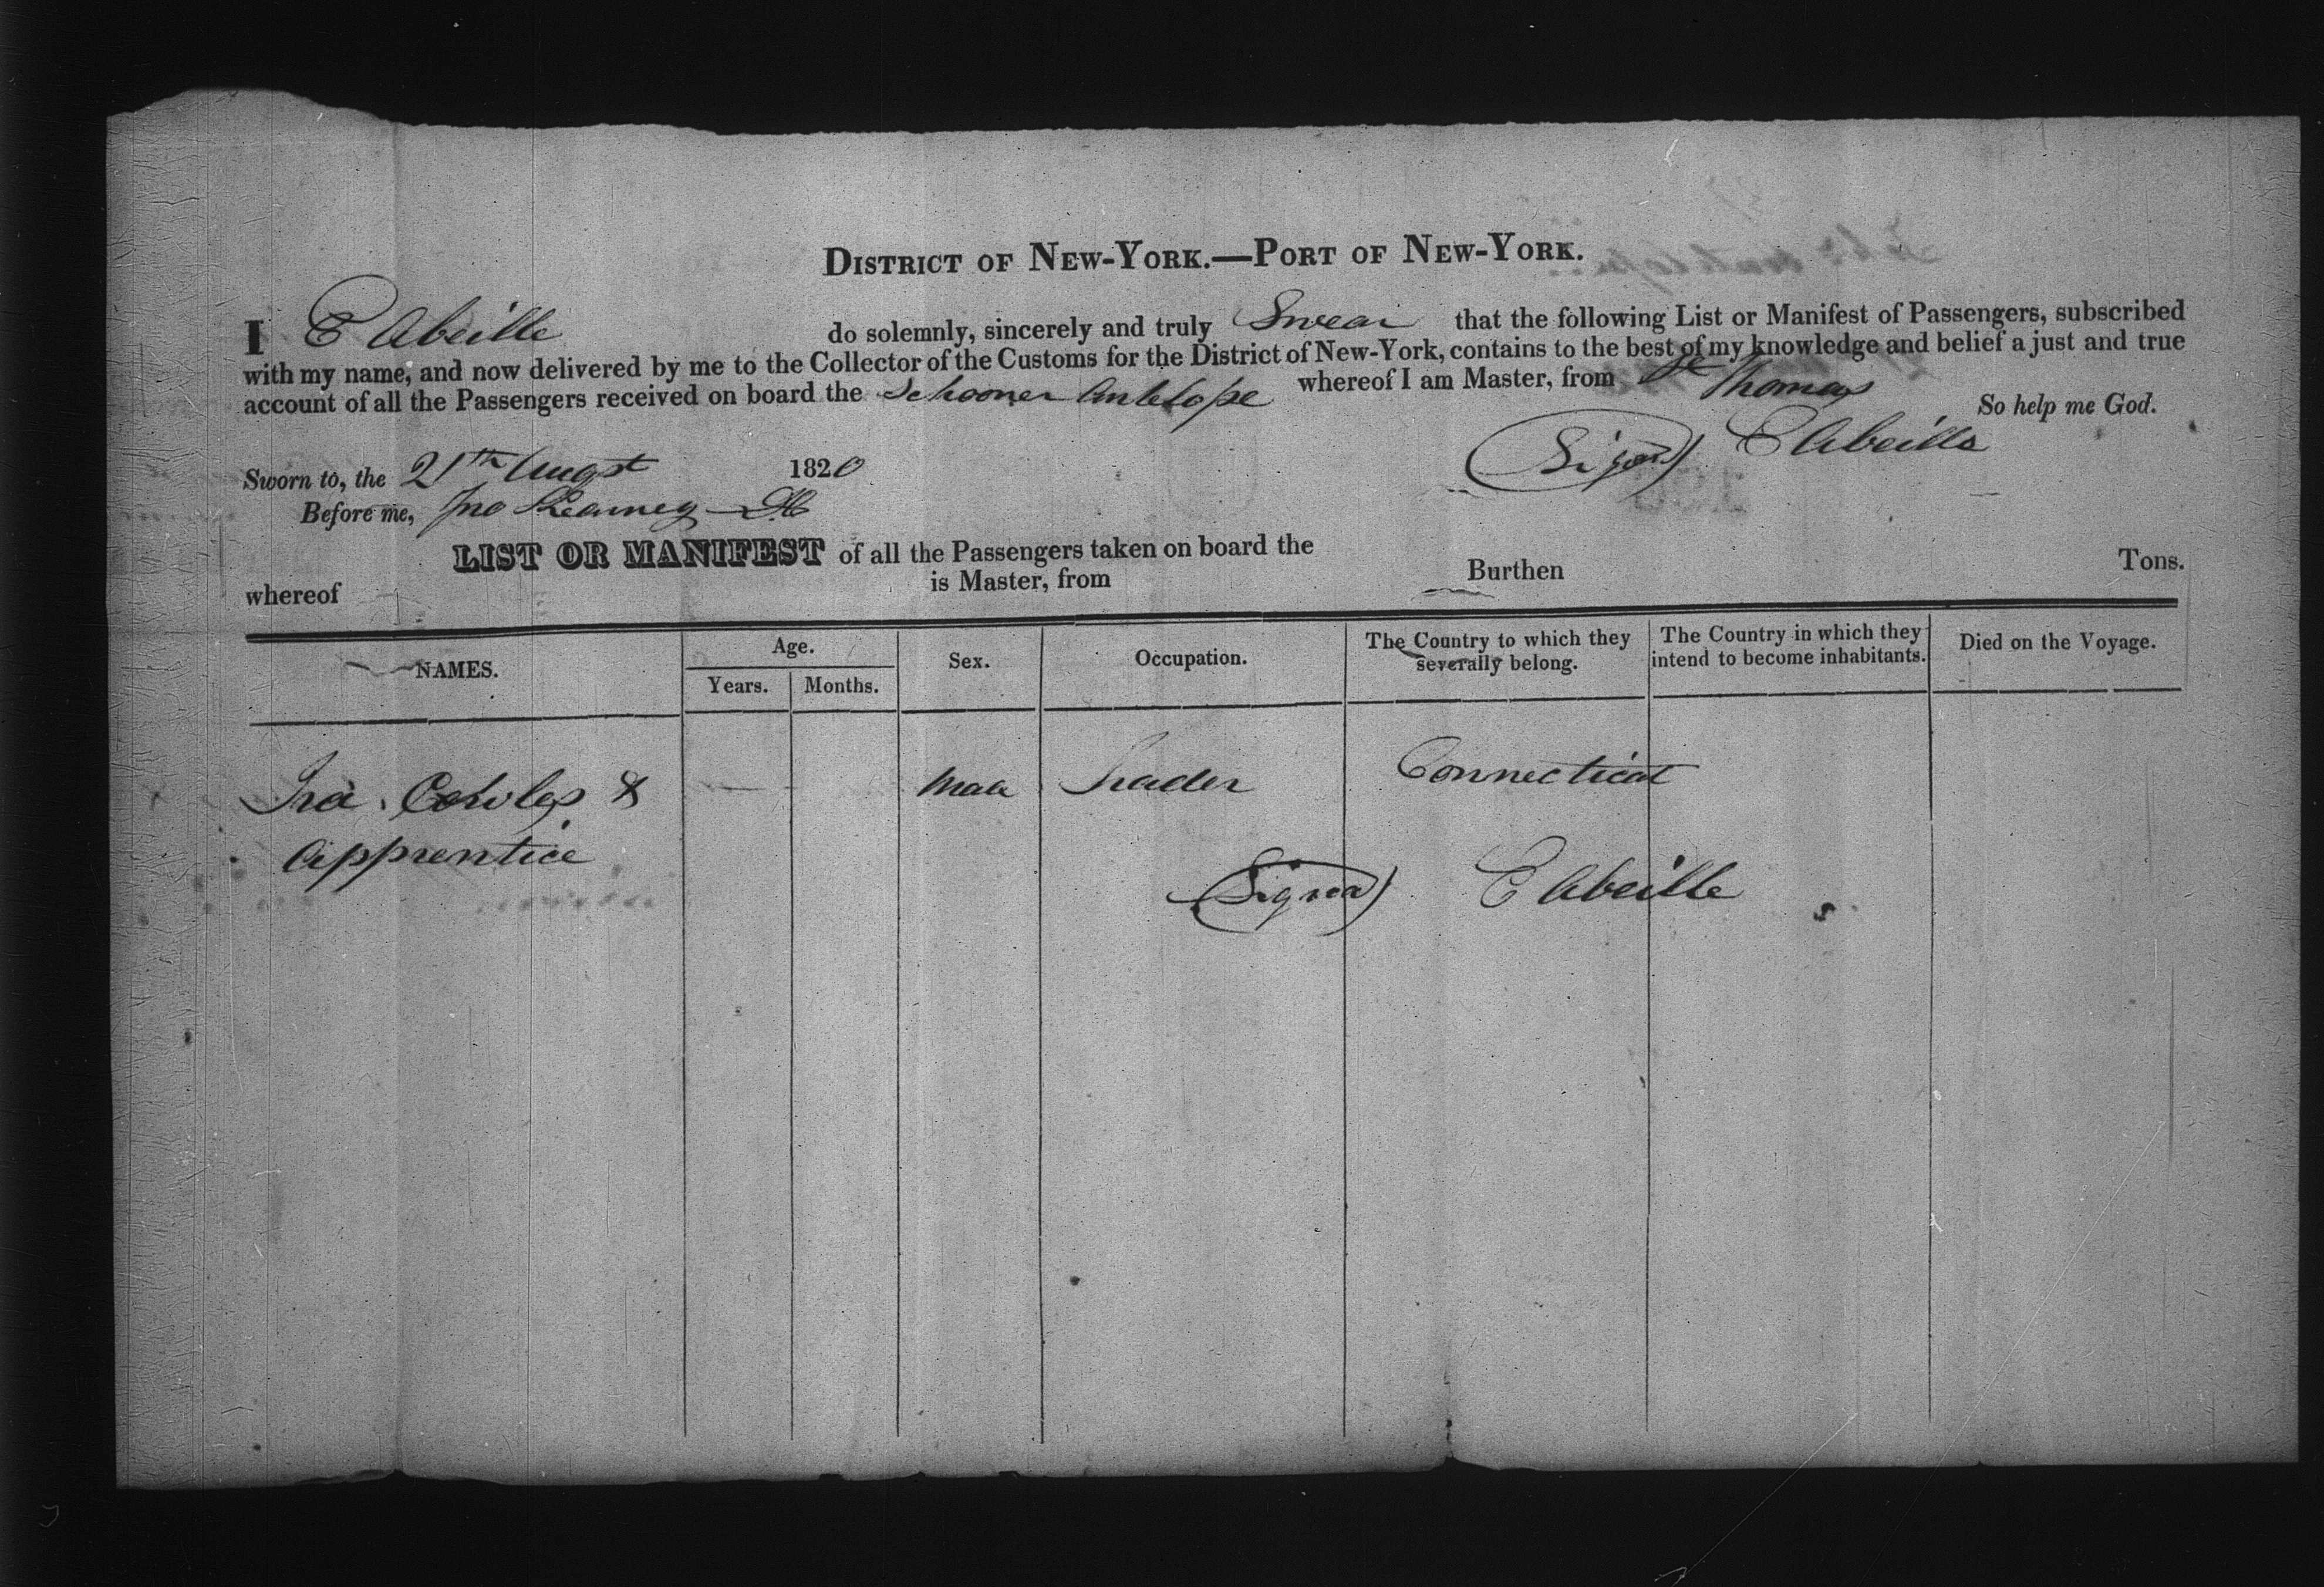 DISTRICT OF NEW-YORK.—PORT OF NEW-YORK.
I E Abeille do solemnly, sincerely and truly Swear that the following List or Manifest of Passengers, subscribed
with my name, and now delivered by me to the Collector of the Customs for the District of New-York, contains to the best of my knowledge and belief a just and true
account of all the Passengers received on board the Schooner Antelope whereof I am Master, from St Thomas
So help me God.
(Signd) E Abeille
Sworn to, the 21th Augst 1820
Before me, Jno Kearney
LIST OR MANIFEST of all the Passengers taken on board the
Burthen Tons.
whereof is Master, from
NAMES. Age. Sex. Occupation. The Country to which they severally belong. The Country in which they intend to become inhabitants. Died on the Voyage.
Years. Months.
Ira Cowles & Male Trader Connecticut
apprentice
(Signd) E Abeille